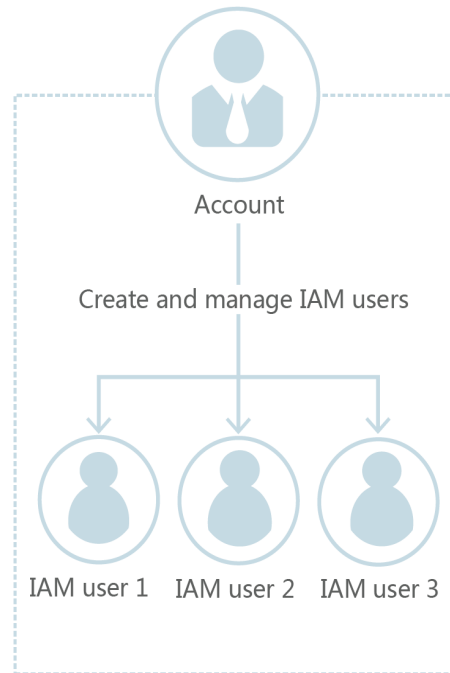 Account
Create and manage IAM users
IAM user 1
IAM user 2
IAM user 3